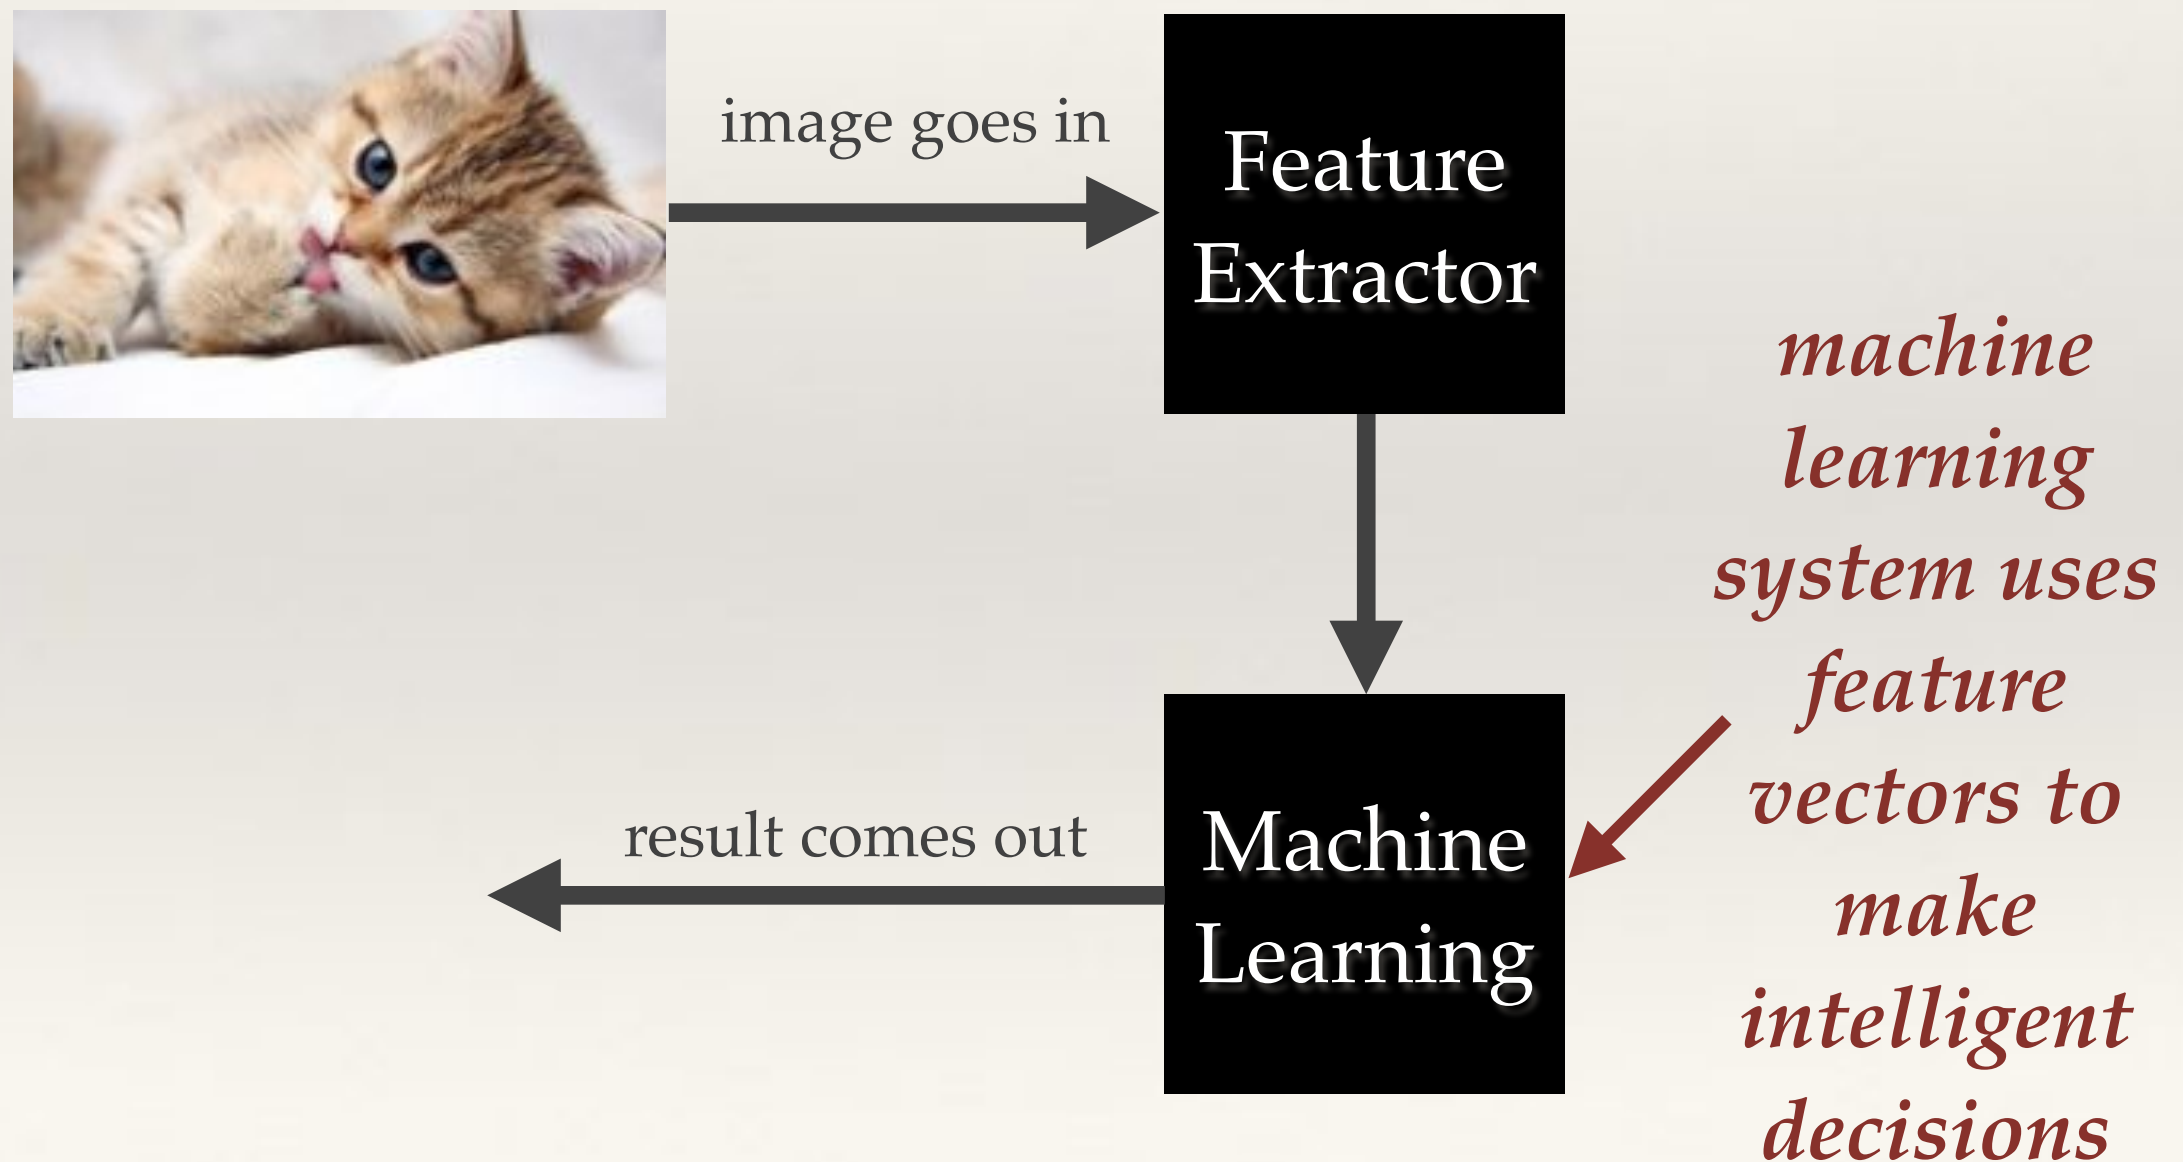 image goes in
Feature
Extractor
machine
learning
system uses
feature
vectors to
make
intelligent
decisions
result comes out
Machine
Learning